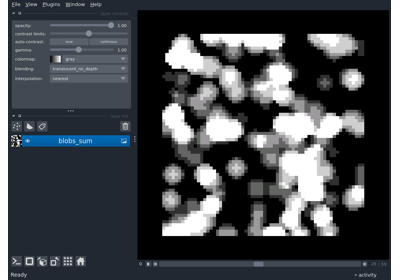 File View Plugins Window Help
opacity:
1.00
contrast limits:
auto-contrast:
once
continuous
gamma:
1.00
colormap:
gray
blending:
translucent_no_depth
interpolation:
nearest
blobs_sum
Ready
activity